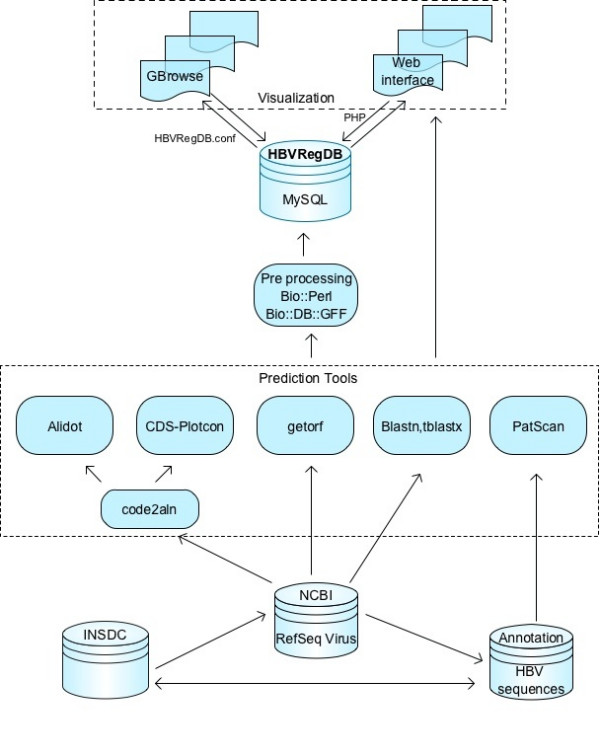 GBrowse
Web
interface
Visualization
HBVRegDB.conf
PHP
HBVRegDB
MySQL
Pre processing
Bio::Perl
Bio::DB::GFF
Prediction Tools
Alidot
CDS-Plotcon
getorf
Blastn,tblastx
PatScan
code2aln
NCBI
RefSeq Virus
INSDC
Annotation
HBV
sequences